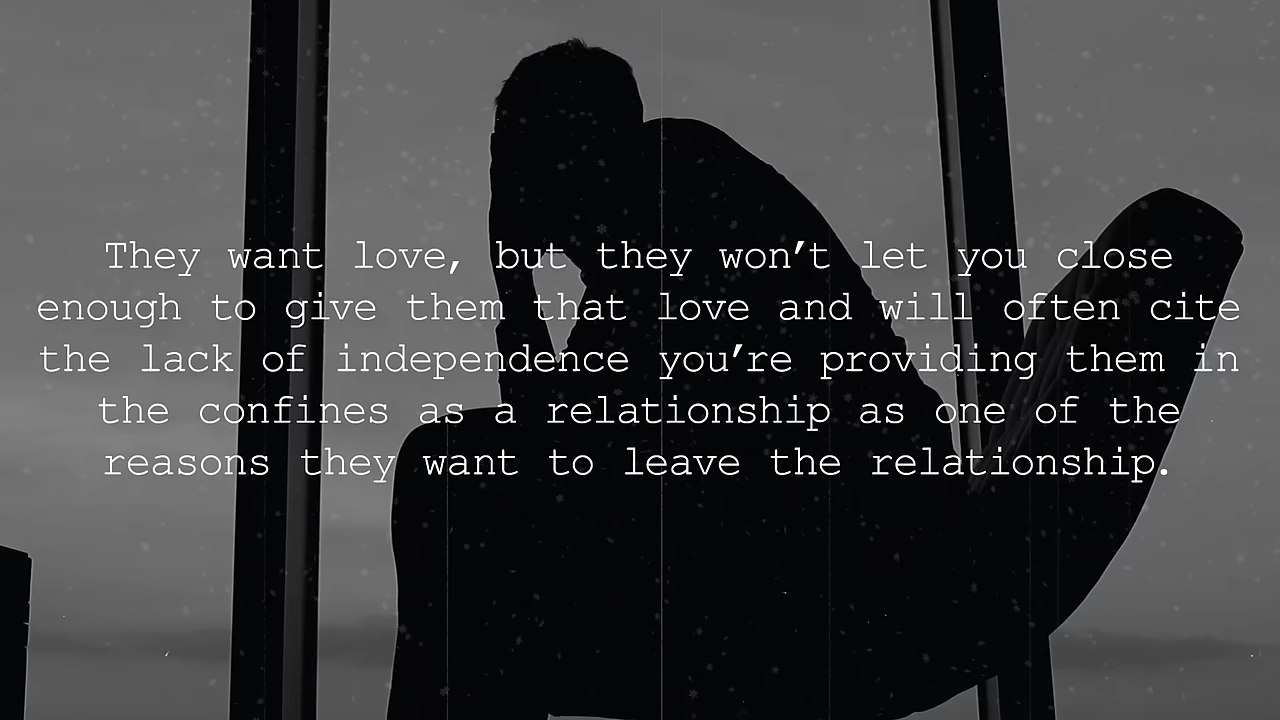 They want love, but they won’t let you close
enough to give them that love and will often cite
the lack of independence you’re providing them in
the confines as a relationship as one of the
reasons they want to leave the relationship.